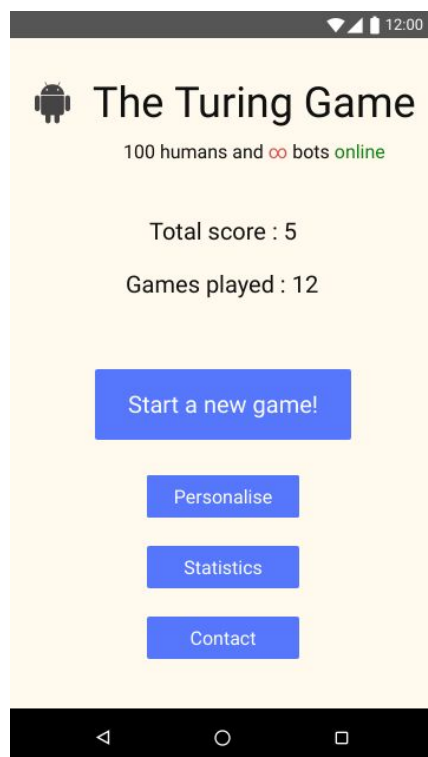 12:00
The Turing Game
100 humans and ∞ bots online
Total score : 5
Games played : 12
Start a new game!
Personalise
Statistics
Contact